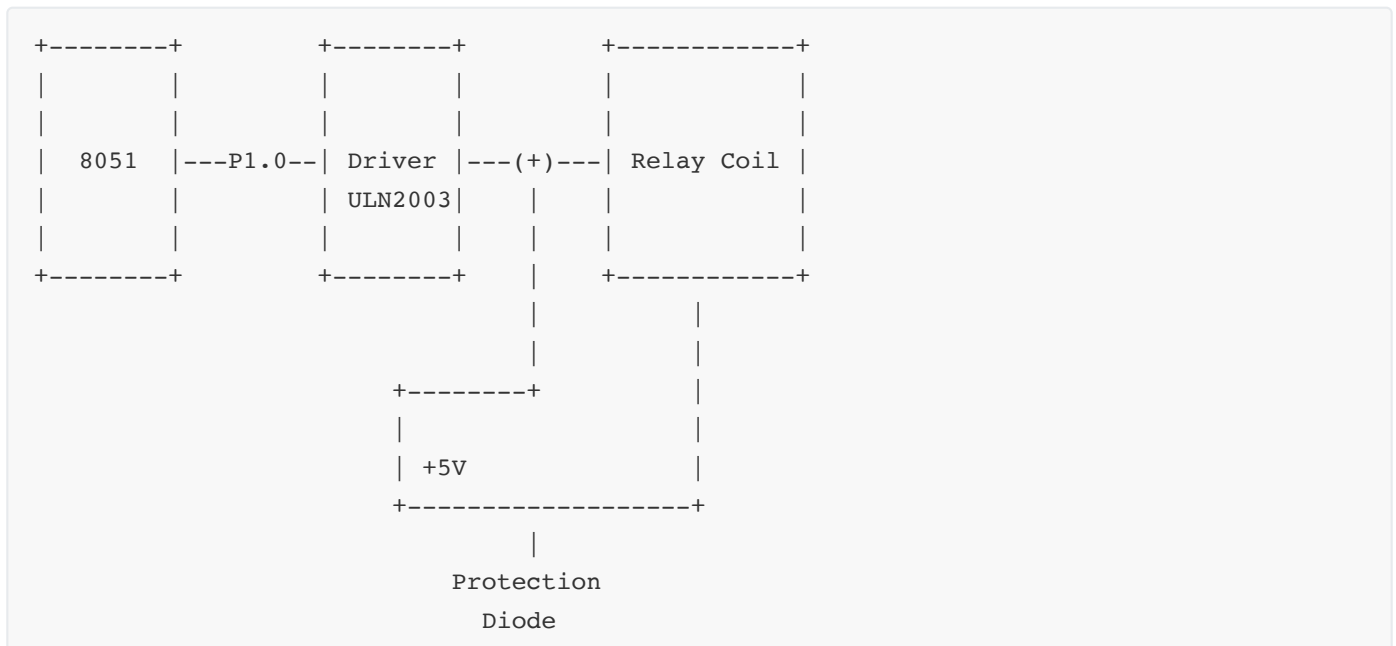 +--------+         +--------+         +------------+
|        |         |        |         |            |
|        |         |        |         |            |
|  8051  |---P1.0--| Driver |---(+)---| Relay Coil |
|        |         | ULN2003|    |    |            |
|        |         |        |    |    |            |
+--------+         +--------+    |    +------------+
                                 |          |
                                 |          |
                        +--------+          |
                        |                   |
                        | +5V               |
                        +-------------------+
                                 |
                            Protection
                              Diode